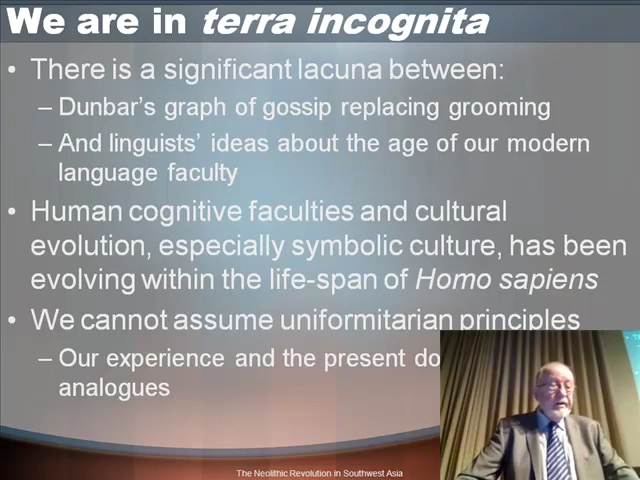 We are in terra incognita
• There is a significant lacuna between:
– Dunbar's graph of gossip replacing grooming
– And linguists' ideas about the age of our modern
language faculty
• Human cognitive faculties and cultural
evolution, especially symbolic culture, has been
evolving within the life-span of Homo sapiens
• We cannot assume uniformitarian principles
– Our experience and the present
analogues
The Neolithic Revolution in Southwest Asia